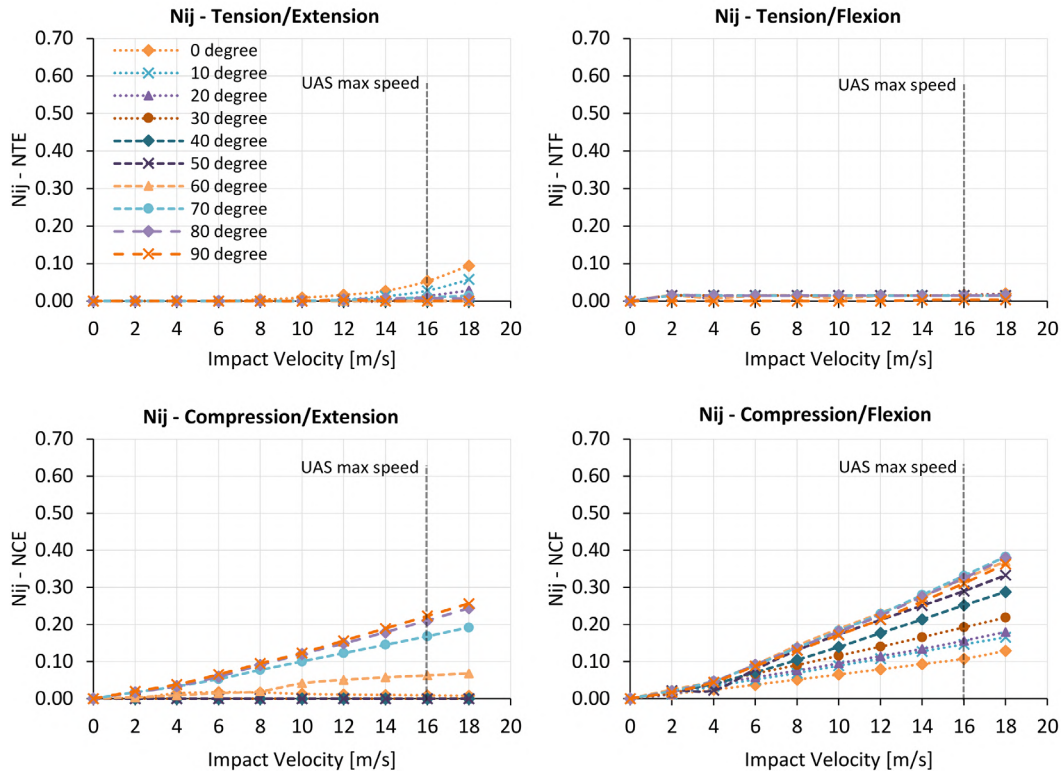 Nij - Tension/Extension
Nij - NTE
0.70
0.60
0.50
0.40
0.30
0.20
0.10
0.00
0 degree
10 degree
20 degree
30 degree
40 degree
50 degree
60 degree
70 degree
80 degree
90 degree
UAS max speed
0 2 4 6 8 10 12 14 16 18 20
Impact Velocity [m/s]
Nij - Tension/Flexion
Nij - NTF
0.70
0.60
0.50
0.40
0.30
0.20
0.10
0.00
UAS max speed
0 2 4 6 8 10 12 14 16 18 20
Impact Velocity [m/s]
Nij - Compression/Extension
Nij - NCE
0.70
0.60
0.50
0.40
0.30
0.20
0.10
0.00
UAS max speed
0 2 4 6 8 10 12 14 16 18 20
Impact Velocity [m/s]
Nij - Compression/Flexion
Nij - NCF
0.70
0.60
0.50
0.40
0.30
0.20
0.10
0.00
UAS max speed
0 2 4 6 8 10 12 14 16 18 20
Impact Velocity [m/s]